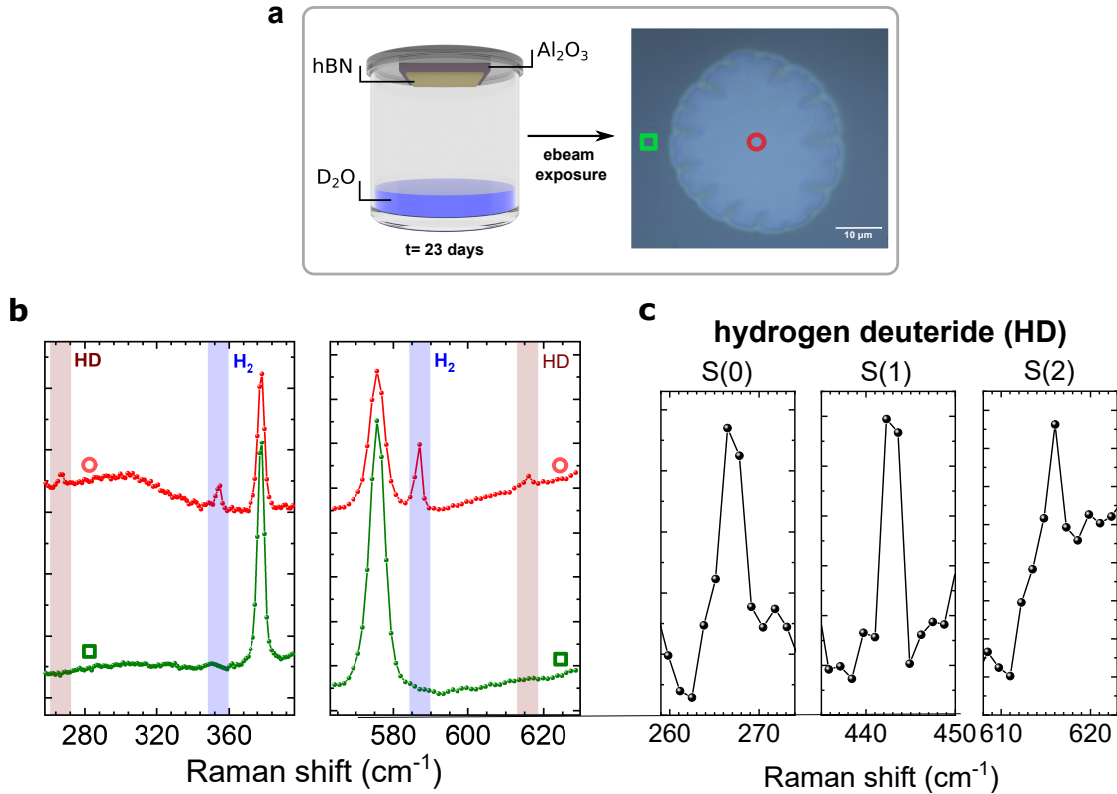 a
hBN
Al₂O₃
D₂O
ebeam
exposure
t= 23 days
10 µm
b
HD
H₂
H₂
HD
280
320
360
580
600
620
Raman shift (cm⁻¹)
c
hydrogen deuteride (HD)
S(0)
S(1)
S(2)
260
270
440
450
610
620
Raman shift (cm⁻¹)